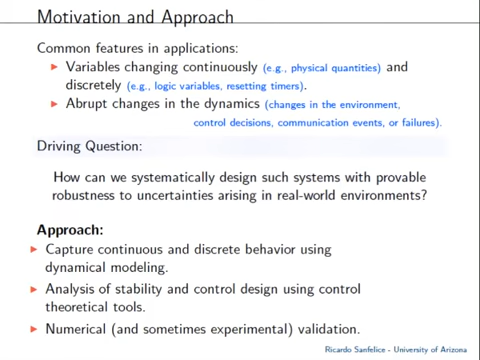 Motivation and Approach
Common features in applications:
Variables changing continuously (e.g., physical quantities) and
discretely (e.g., logic variables, resetting timers).
Abrupt changes in the dynamics (changes in the environment,
control decisions, communication events, or failures).
Driving Question:
How can we systematically design such systems with provable
robustness to uncertainties arising in real-world environments?
Approach:
Capture continuous and discrete behavior using
dynamical modeling.
Analysis of stability and control design using control
theoretical tools.
Numerical (and sometimes experimental) validation.
Ricardo Sanfelice - University of Arizona